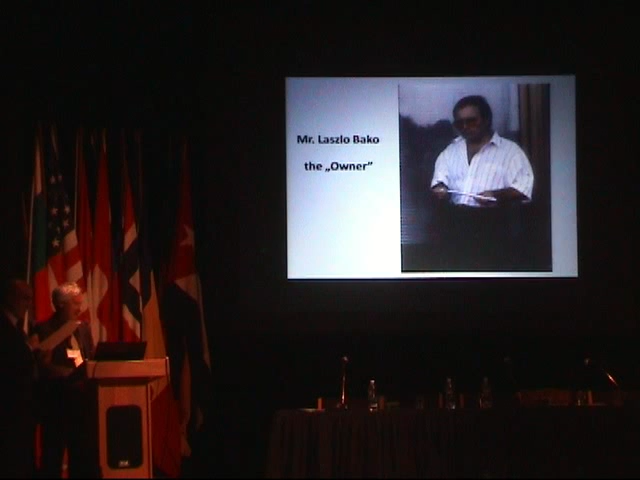 Mr. Laszlo Bako
the „Owner”